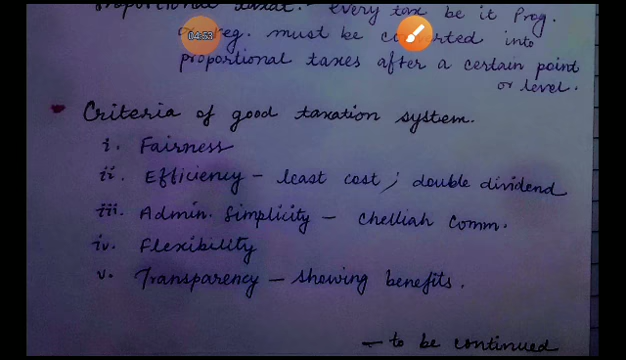 Proportional taxat.- every tax be it Prog.
or Reg. must be converted into
proportional taxes after a certain point
or level.
Criteria of good taxation system.
i. Fairness
ii. Efficiency - least cost ; double dividend
iii. Admin. Simplicity - Chelliah Comm.
iv. Flexibility
v. Transparency - showing benefits.
- to be continued